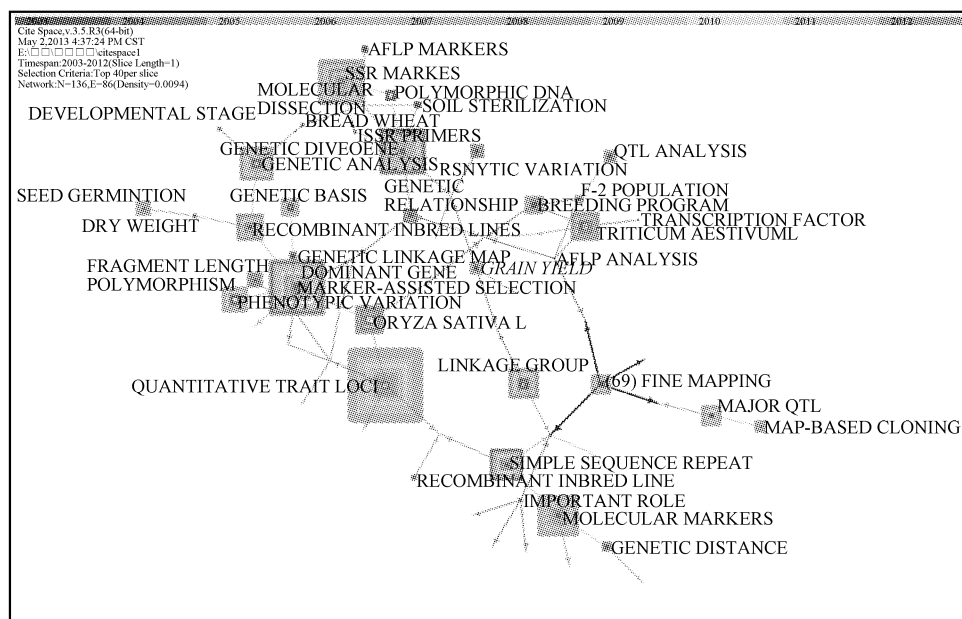 2003 2004 2005 2006 2007 2008 2009 2010 2011 2012
Cite Space,v.3.5.R3(64-bit)
May 2,2013 4:37:24 PM CST
E:\□□\□□□□\citespace1
Timespan:2003-2012(Slice Length=1)
Selection Criteria:Top 40per slice
Network:N=136,E=86(Density=0.0094)
AFLP MARKERS
SSR MARKES
MOLECULAR
DISSECTION
POLYMORPHIC DNA
SOIL STERILIZATION
DEVELOPMENTAL STAGE
BREAD WHEAT
ISSR PRIMERS
GENETIC DIVEOENE
GENETIC ANALYSIS
RSNYTIC VARIATION
QTL ANALYSIS
SEED GERMINTION
GENETIC BASIS
GENETIC
RELATIONSHIP
F-2 POPULATION
BREEDING PROGRAM
DRY WEIGHT
RECOMBINANT INBRED LINES
TRANSCRIPTION FACTOR
TRITICUM AESTIVUML
GENETIC LINKAGE MAP
AFLP ANALYSIS
FRAGMENT LENGTH
POLYMORPHISM
DOMINANT GENE
GRAIN YIELD
MARKER-ASSISTED SELECTION
PHENOTYPIC VARIATION
ORYZA SATIVA L
LINKAGE GROUP
QUANTITATIVE TRAIT LOCI
(69) FINE MAPPING
MAJOR QTL
MAP-BASED CLONING
SIMPLE SEQUENCE REPEAT
RECOMBINANT INBRED LINE
IMPORTANT ROLE
MOLECULAR MARKERS
GENETIC DISTANCE